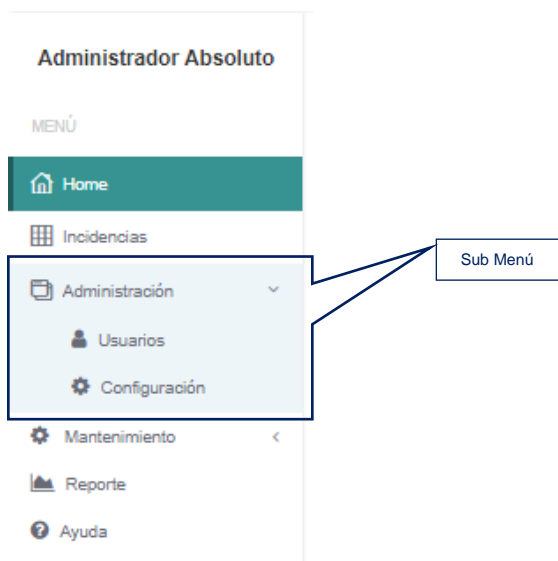 Administrador Absoluto
MENÚ
Home
Incidencias
Sub Menú
Administración
Usuarios
Configuración
Mantenimiento
Reporte
Ayuda